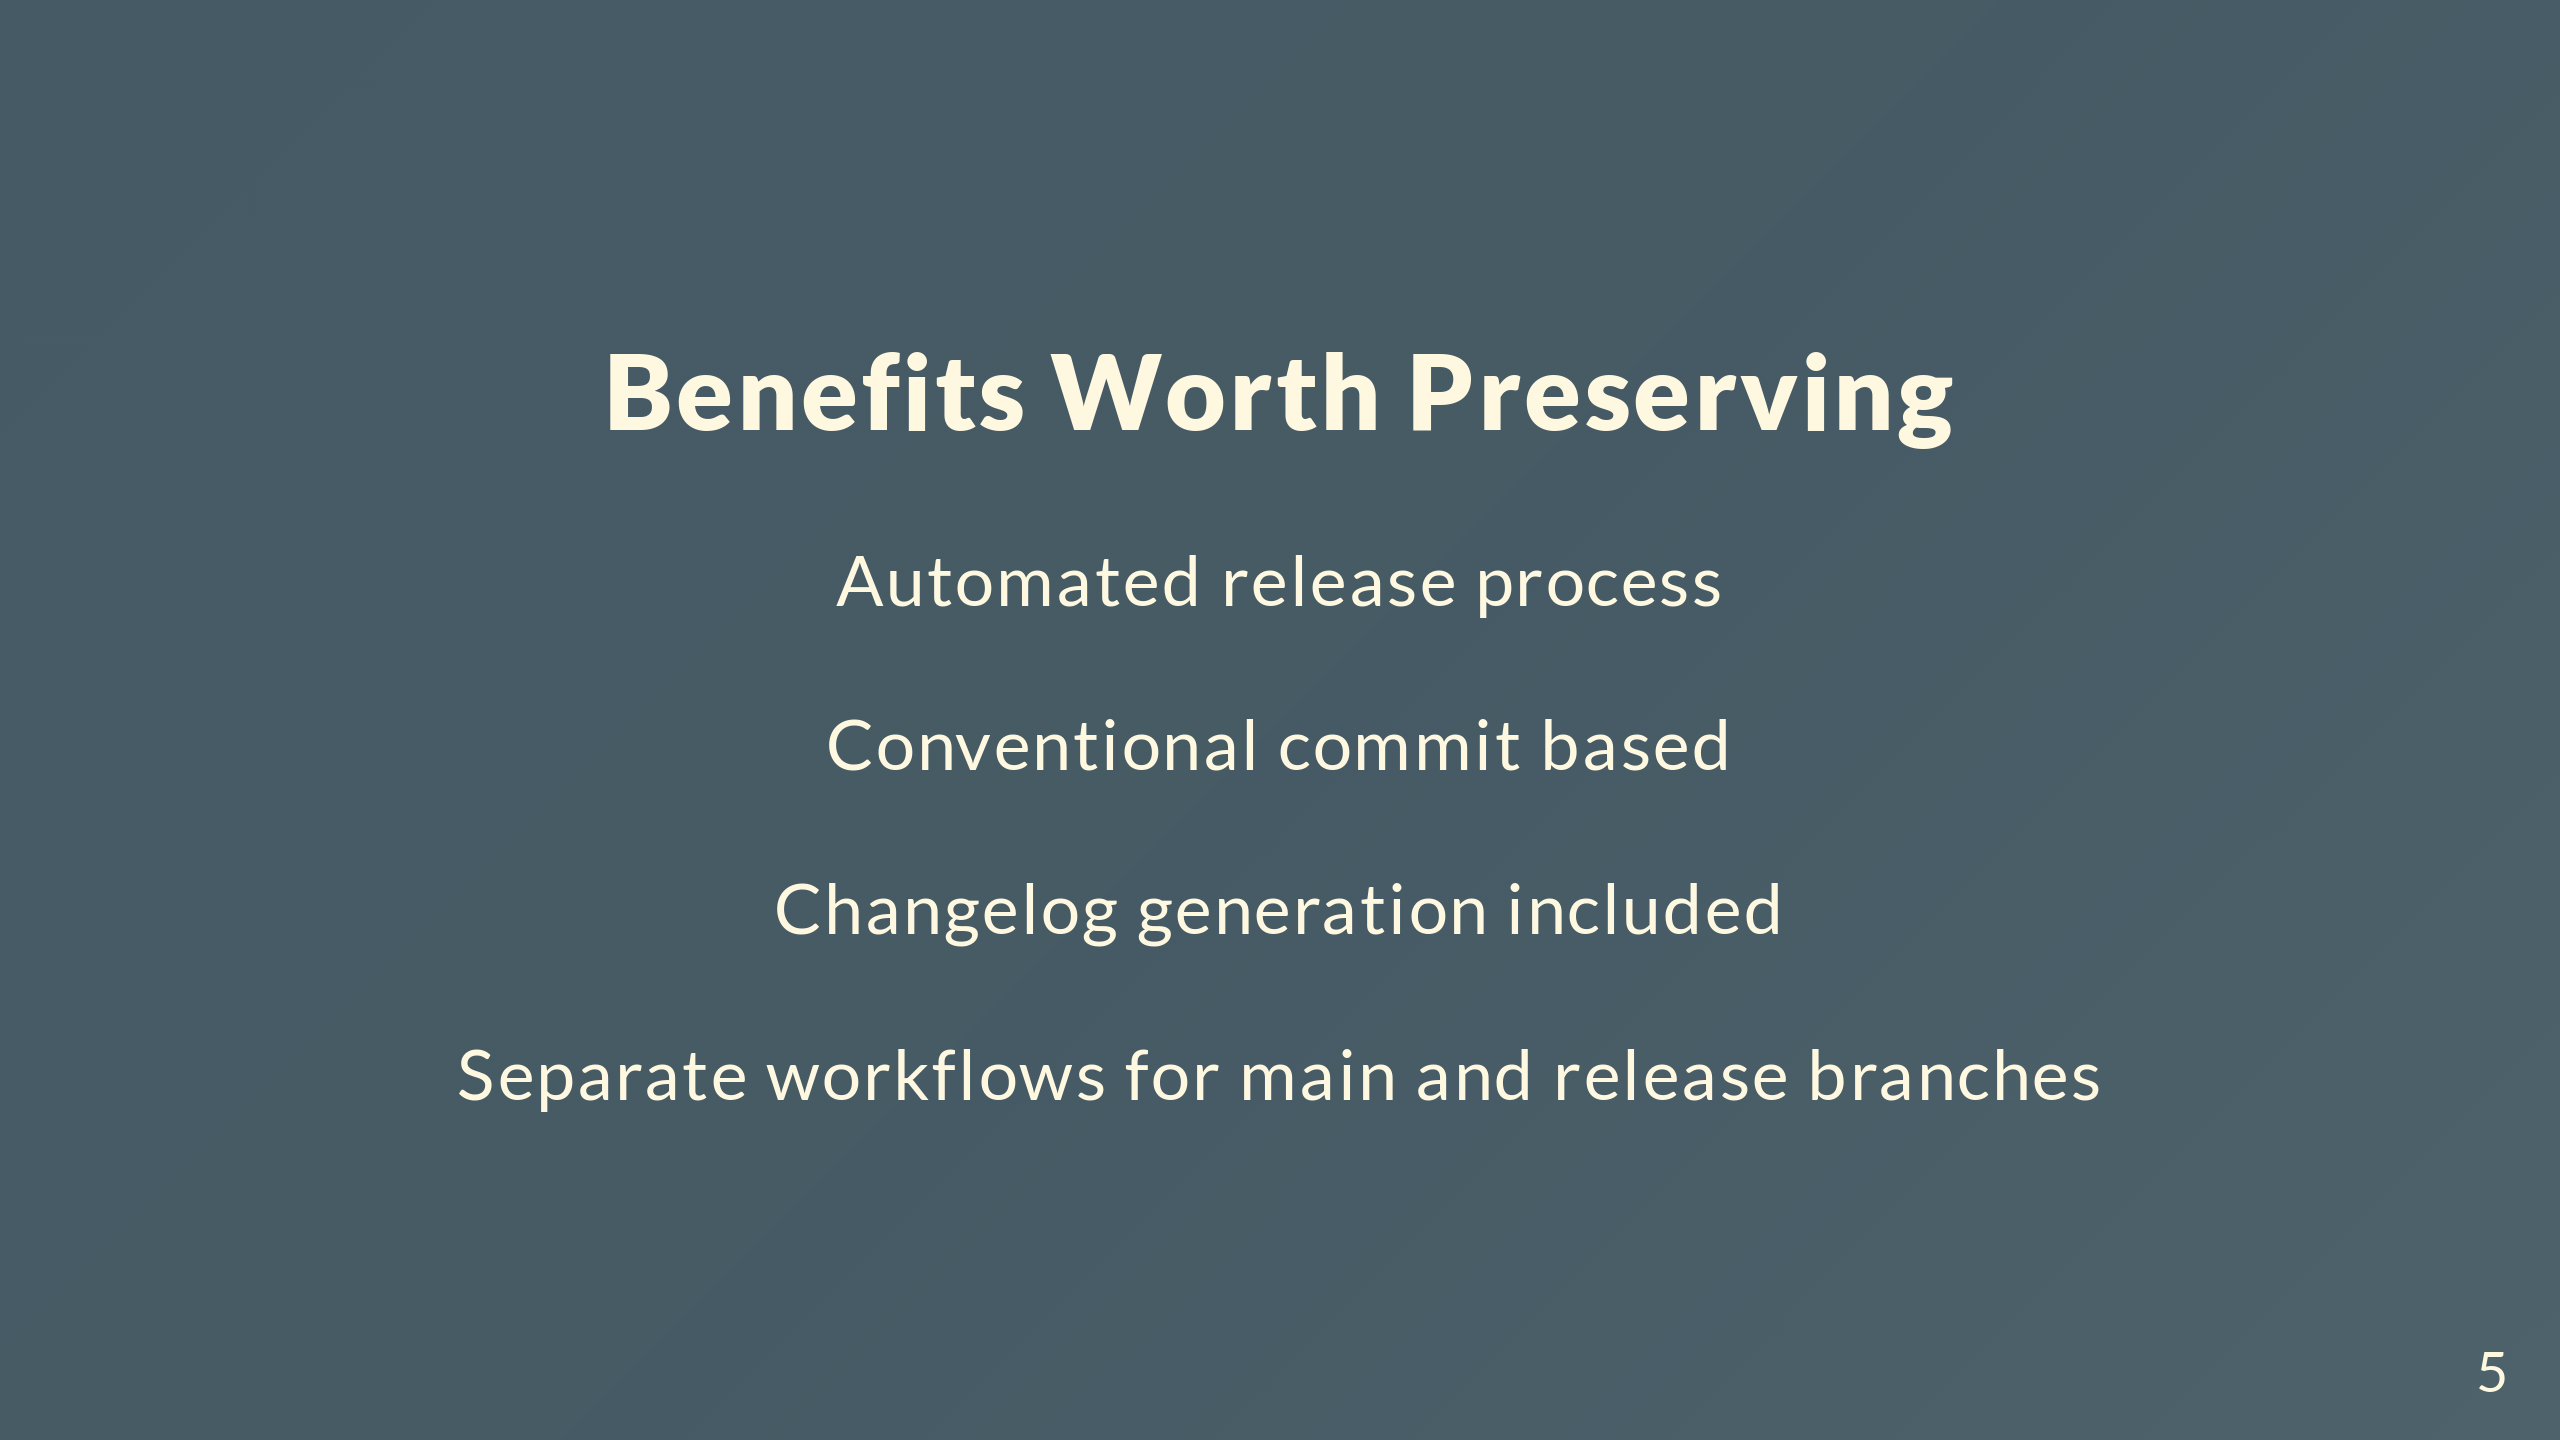 Benefits Worth Preserving
Automated release process
Conventional commit based
Changelog generation included
Separate workflows for main and release branches
5